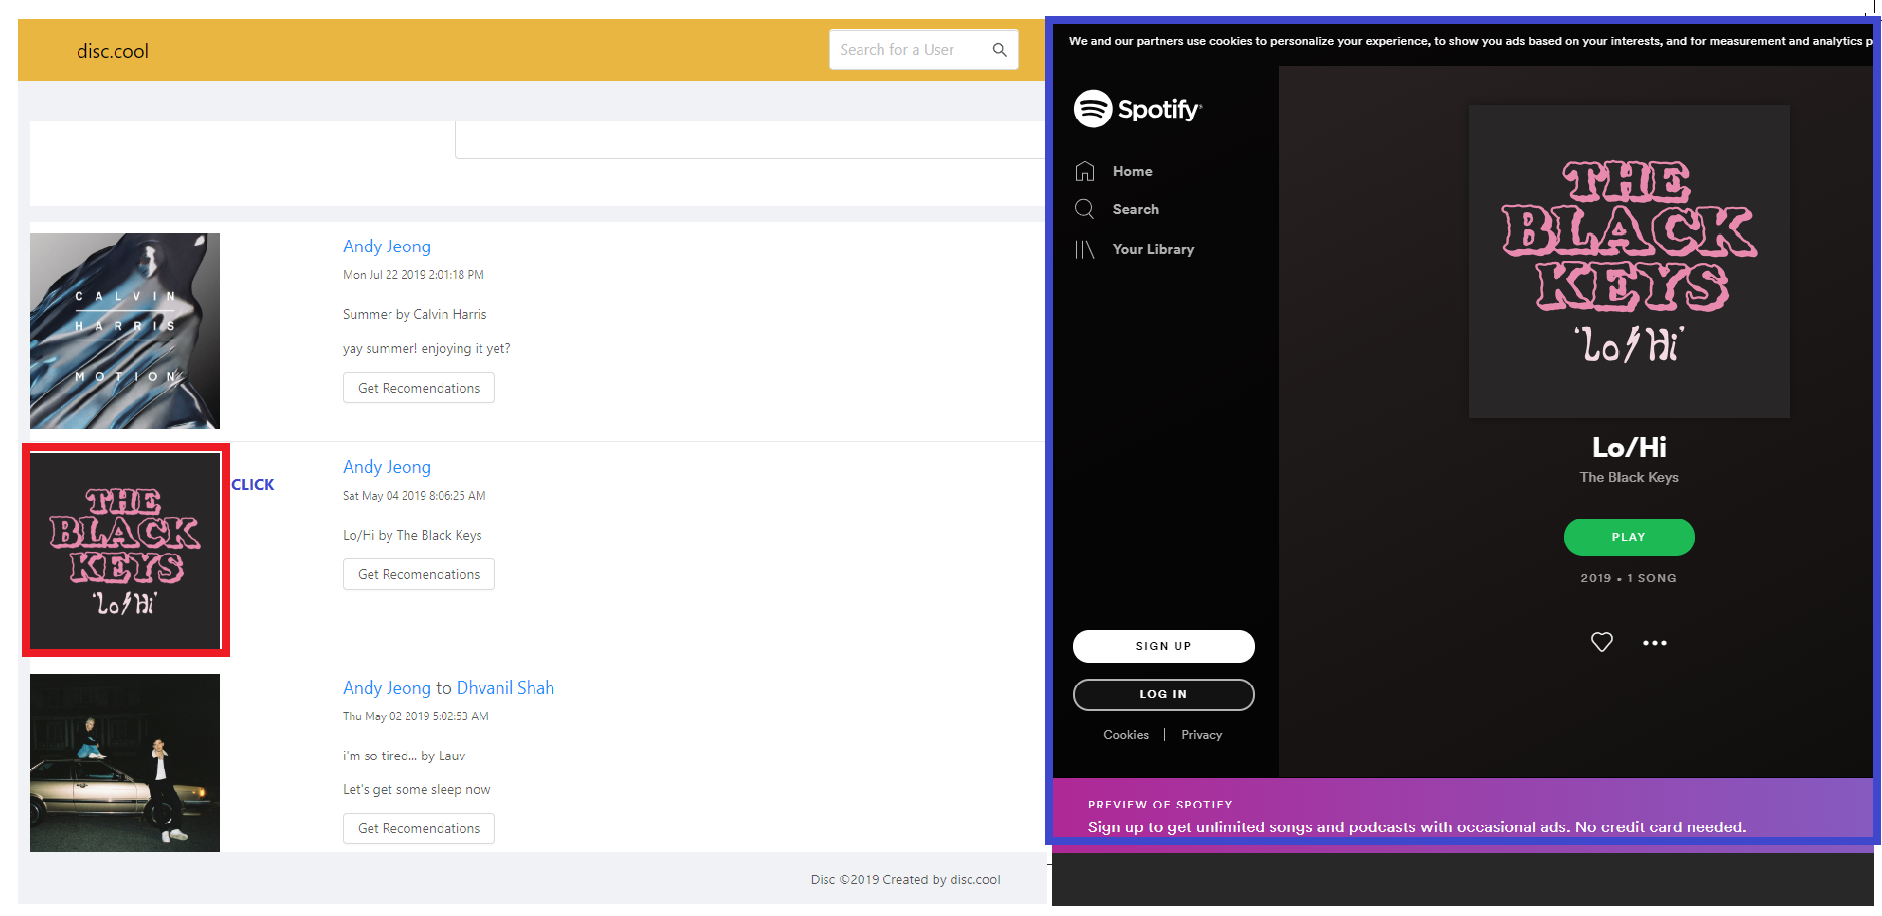 disc.cool
Search for a User
CALVIN
HARRIS
MOTION
Andy Jeong
Mon Jul 22 2019 2:01:18 PM
Summer by Calvin Harris
yay summer! enjoying it yet?
Get Recomendations
THE
BLACK
KEYS
'Lo/Hi'
CLICK
Andy Jeong
Sat May 04 2019 8:06:25 AM
Lo/Hi by The Black Keys
Get Recomendations
Andy Jeong to Dhvanil Shah
Thu May 02 2019 5:02:53 AM
i'm so tired... by Lauv
Let's get some sleep now
Get Recomendations
Disc ©2019 Created by disc.cool
We and our partners use cookies to personalize your experience, to show you ads based on your interests, and for measurement and analytics p
Spotify
Home
Search
Your Library
SIGN UP
LOG IN
Cookies | Privacy
THE
BLACK
KEYS
'Lo/Hi'
Lo/Hi
The Black Keys
PLAY
2019 • 1 SONG
PREVIEW OF SPOTIFY
Sign up to get unlimited songs and podcasts with occasional ads. No credit card needed.